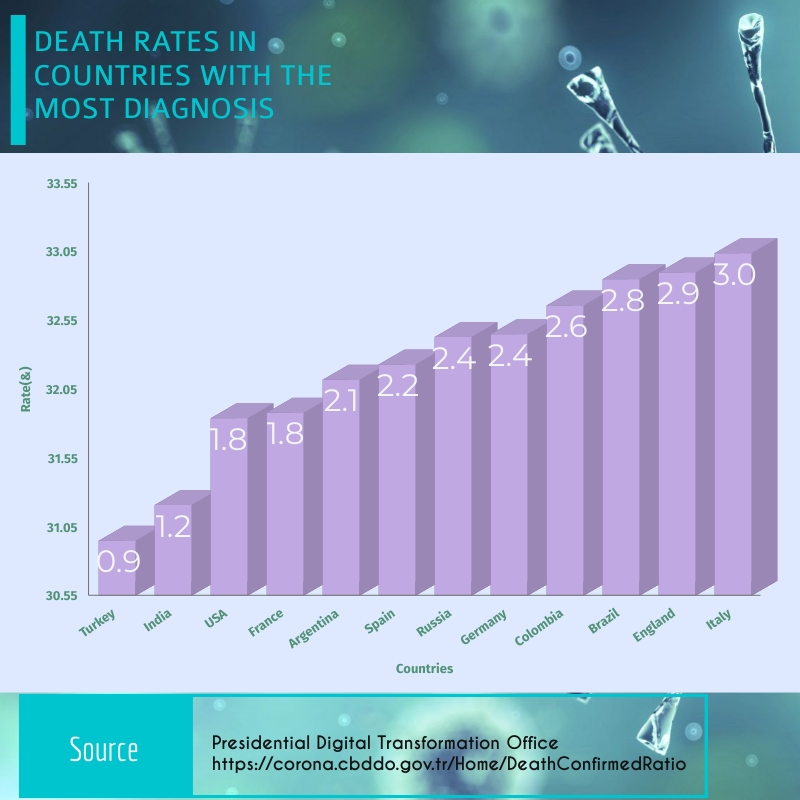 DEATH RATES IN
COUNTRIES WITH THE
MOST DIAGNOSIS
33.55
33.05
32.55
32.05
31.55
31.05
30.55
Rate(&)
0.9
1.2
1.8
1.8
2.1
2.2
2.4
2.4
2.6
2.8
2.9
3.0
Turkey
India
USA
France
Argentina
Spain
Russia
Germany
Colombia
Brazil
England
Italy
Countries
Source
Presidential Digital Transformation Office
https://corona.cbddo.gov.tr/Home/DeathConfirmedRatio